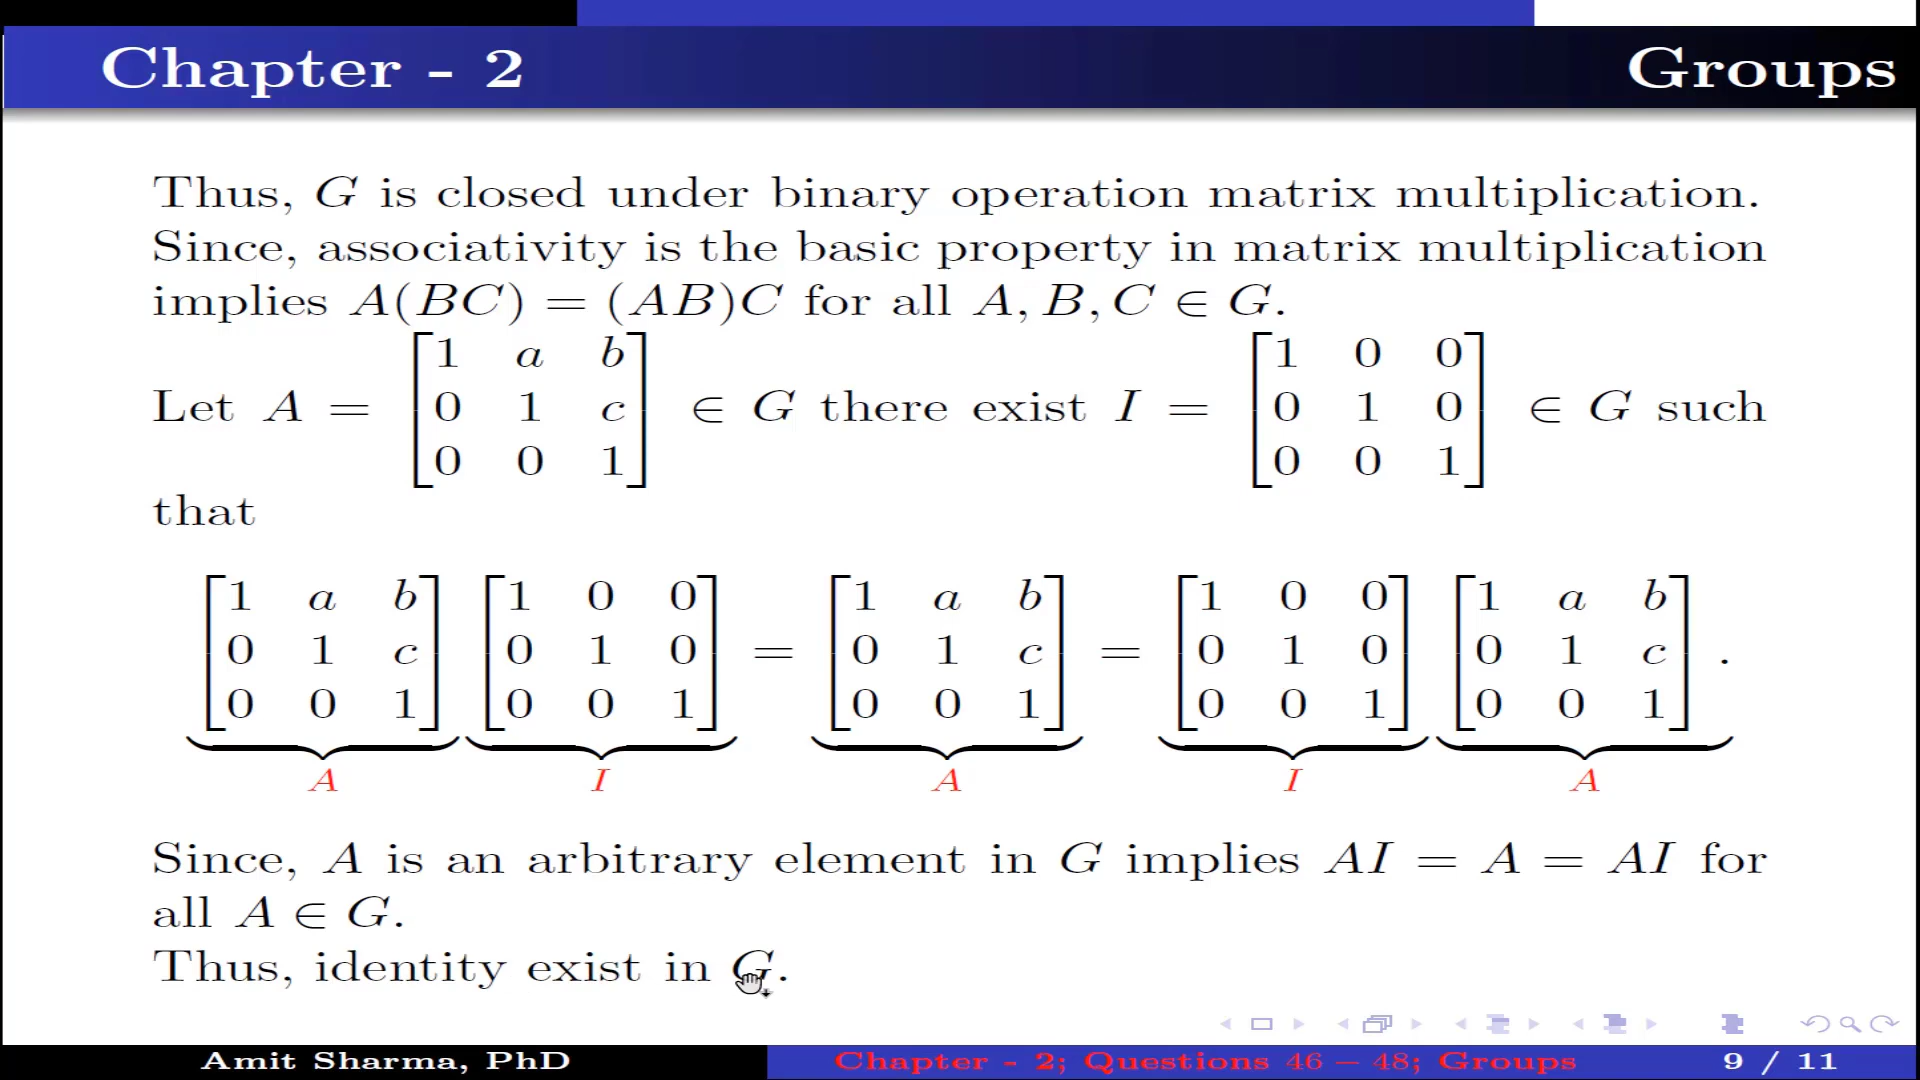 Chapter - 2 Groups
Thus, G is closed under binary operation matrix multiplication.
Since, associativity is the basic property in matrix multiplication
implies A(BC) = (AB)C for all A, B, C ∈ G.
Let A = [1 a b; 0 1 c; 0 0 1] ∈ G there exist I = [1 0 0; 0 1 0; 0 0 1] ∈ G such
that
[1 a b; 0 1 c; 0 0 1] [1 0 0; 0 1 0; 0 0 1] = [1 a b; 0 1 c; 0 0 1] = [1 0 0; 0 1 0; 0 0 1] [1 a b; 0 1 c; 0 0 1] .
A I A I A
Since, A is an arbitrary element in G implies AI = A = AI for
all A ∈ G.
Thus, identity exist in G.
Amit Sharma, PhD Chapter - 2; Questions 46 – 48; Groups 9 / 11